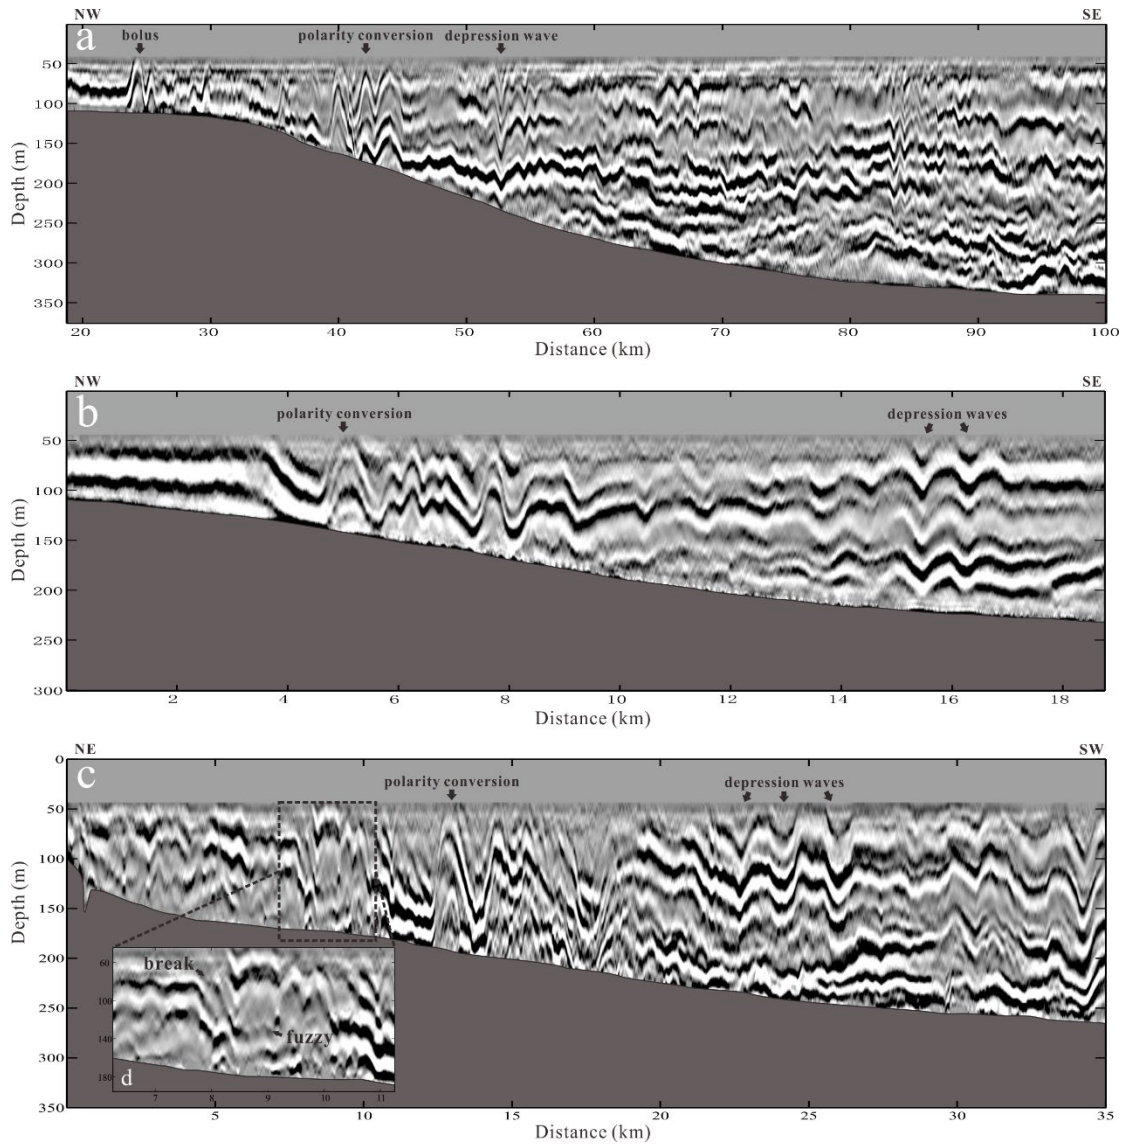 NW SE
a bolus polarity conversion depression wave
50
100
150
200
250
300
350
Depth (m)
20 30 40 50 60 70 80 90 100
Distance (km)
NW SE
b polarity conversion depression waves
50
100
150
200
250
300
Depth (m)
2 4 6 8 10 12 14 16 18
Distance (km)
NE SW
0
c polarity conversion depression waves
50
100
150
200
250
300
350
Depth (m)
break
fuzzy
60
100
140
180
d
7 8 9 10 11
5 10 15 20 25 30 35
Distance (km)